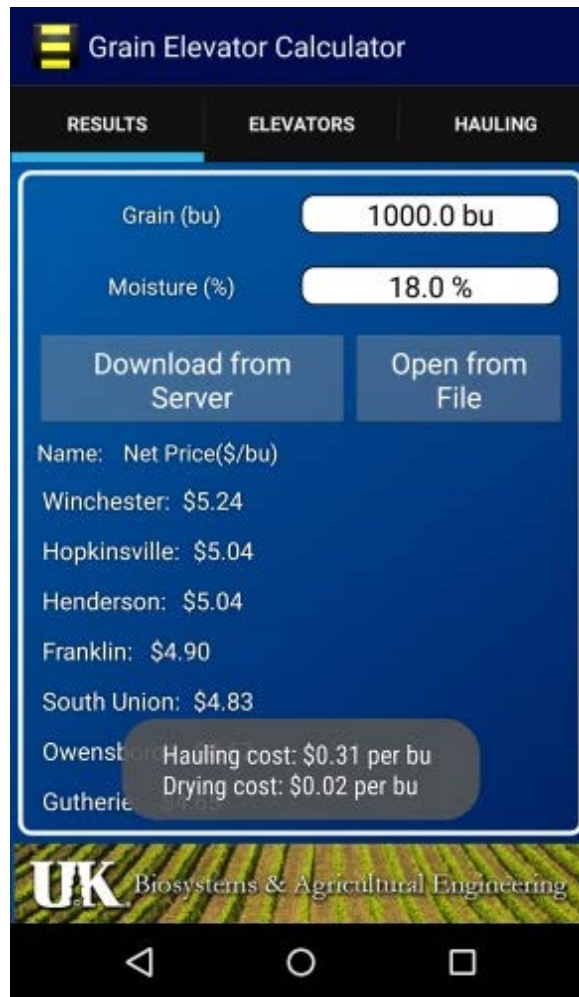 Grain Elevator Calculator
RESULTS ELEVATORS HAULING
Grain (bu) 1000.0 bu
Moisture (%) 18.0 %
Download from
Server
Open from
File
Name: Net Price($/bu)
Winchester: $5.24
Hopkinsville: $5.04
Henderson: $5.04
Franklin: $4.90
South Union: $4.83
Hauling cost: $0.31 per bu
Drying cost: $0.02 per bu
Gutherie
UK Biosystems & Agricultural Engineering